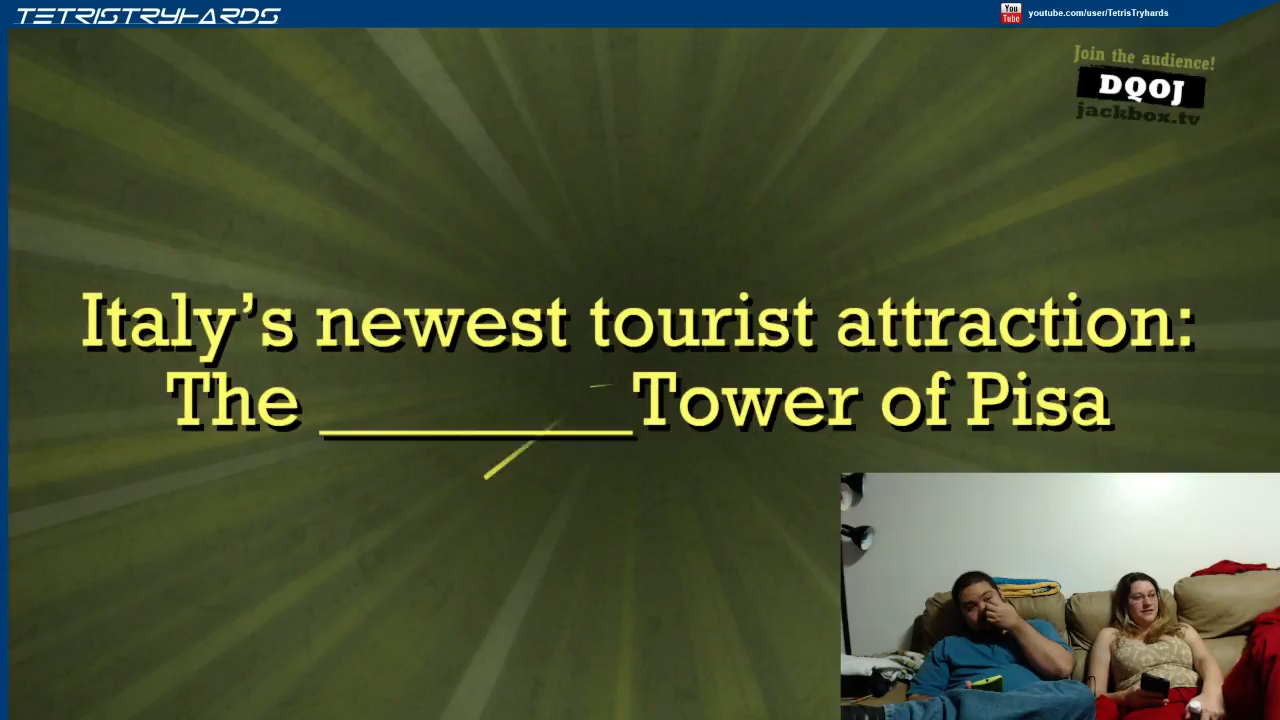 TETRISTRYHARDS
You
Tube
youtube.com/user/TetrisTryhards
Join the audience!
DQOJ
jackbox.tv
Italy's newest tourist attraction:
The ________ Tower of Pisa